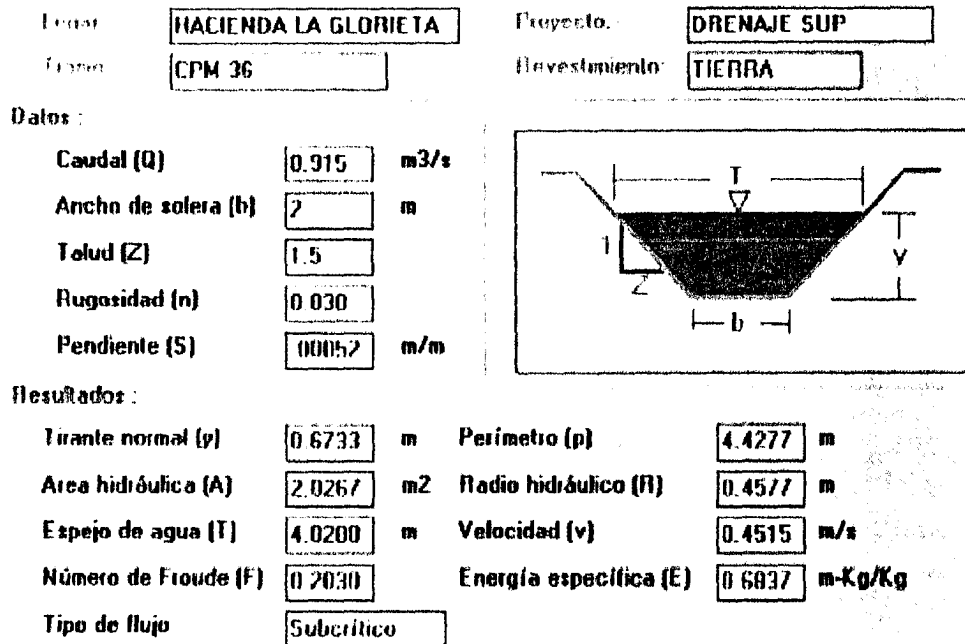 Lugar: HACIENDA LA GLORIETA Proyecto: DRENAJE SUP
Tramo: CPM 36 Revestimiento: TIERRA
Datos :
Caudal (Q) 0.915 m3/s
Ancho de solera (b) 2 m
Talud (Z) 1.5
Rugosidad (n) 0.030
Pendiente (S) .00052 m/m
T
1
Z
y
b
Resultados :
Tirante normal (y) 0.6733 m Perímetro (p) 4.4277 m
Area hidráulica (A) 2.0267 m2 Radio hidráulico (R) 0.4577 m
Espejo de agua (T) 4.0200 m Velocidad (v) 0.4515 m/s
Número de Froude (F) 0.2030 Energía específica (E) 0.6837 m-Kg/Kg
Tipo de flujo Subcrítico